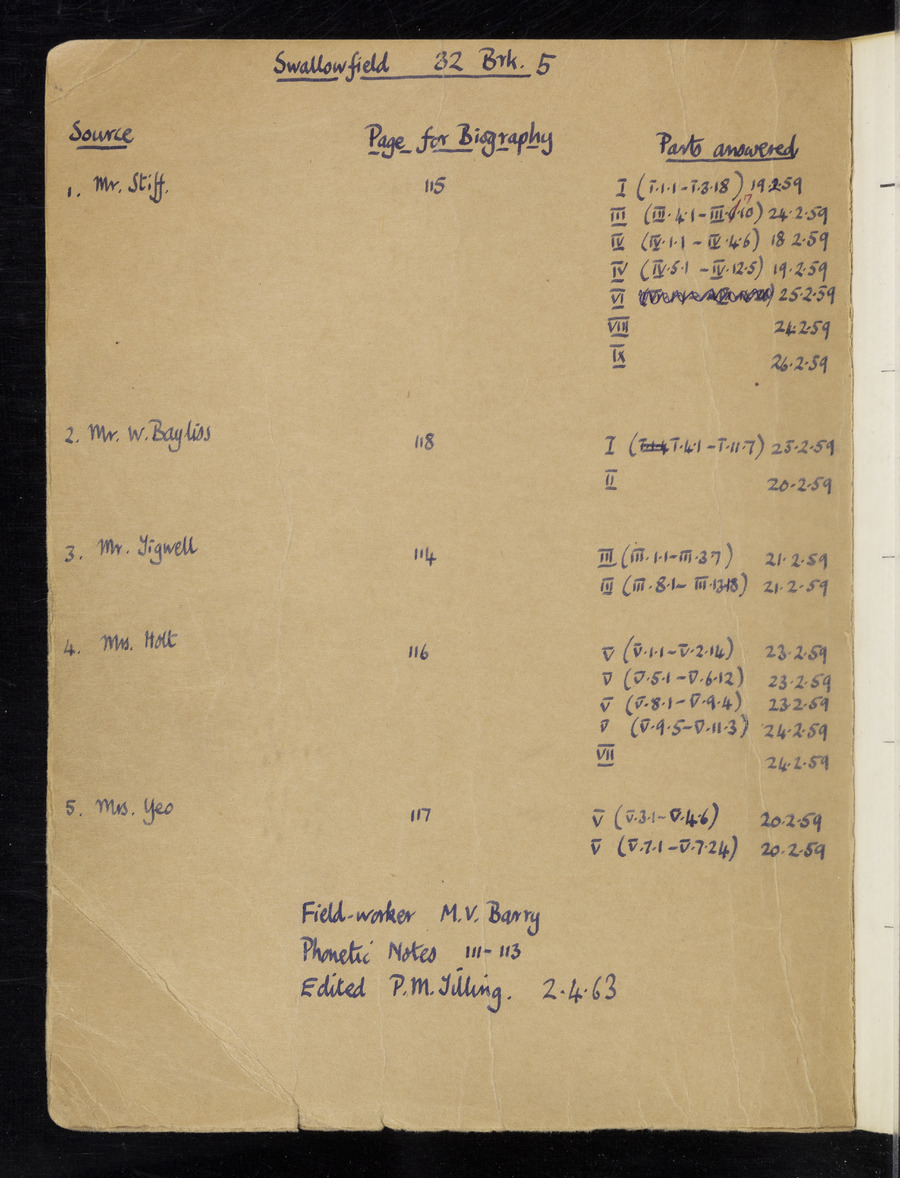 Swallowfield 32 Brk. 5
Source Page for Biography Parts answered
1. Mr. Stiff. 115 I (I.1.1-I.3.18) 19.2.59
III (III.4.1-III.10) 24.2.59
IV (IV.1.1-IV.4.6) 18 2.59
IV (IV.5.1-IV.12.5) 19.2.59
VI 25.2.59
VIII 24.2.59
IX 26.2.59
2. Mr. W. Bayliss 118 I (I.4.1-I.11.7) 23.2.59
II 20.2.59
3. Mr. Tigwell 114 III (III.1.1-III.3.7) 21.2.59
III (III.8.1-III.13.18) 21.2.59
4. Mrs. Holt 116 V (V.1.1-V.2.14) 23.2.59
V (V.5.1-V.6.12) 23.2.59
V (V.8.1-V.9.4) 23.2.59
V (V.9.5-V.11.3) 24.2.59
VII 24.2.59
5. Mrs. Yeo 117 V (V.3.1-V.4.6) 20.2.59
V (V.7.1-V.7.24) 20.2.59
Field-worker M.V. Barry
Phonetic Notes 111-113
Edited P.M. Tilling. 2.4.63